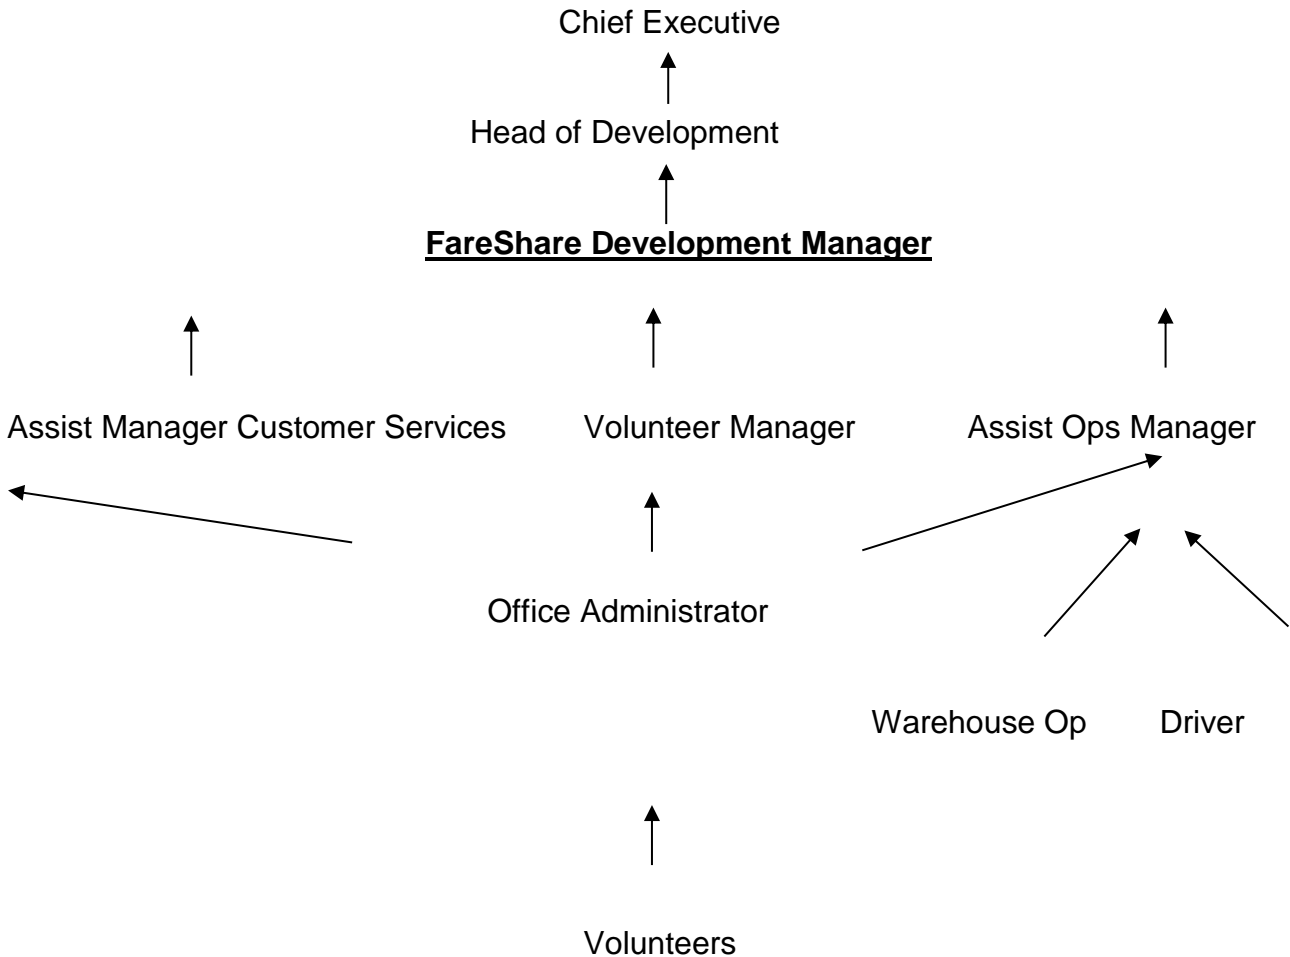 Chief Executive
Head of Development
FareShare Development Manager
Assist Manager Customer Services Volunteer Manager Assist Ops Manager
Office Administrator
Warehouse Op Driver
Volunteers